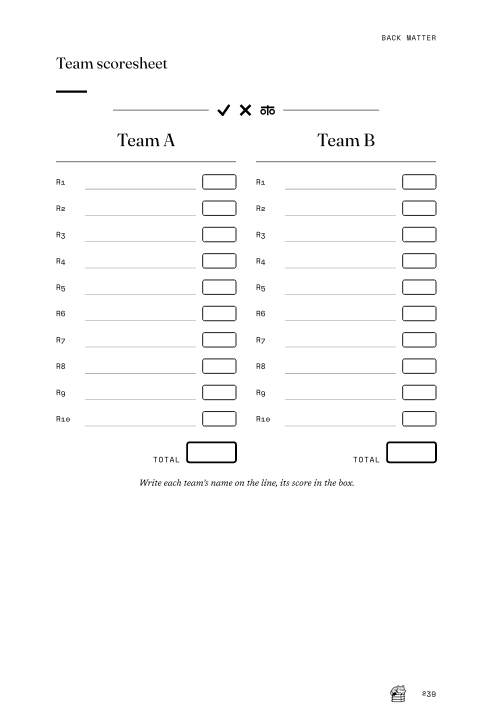 BACK MATTER
Team scoresheet
Team A
Team B
R1
R1
R2
R2
R3
R3
R4
R4
R5
R5
R6
R6
R7
R7
R8
R8
R9
R9
R10
R10
TOTAL
TOTAL
Write each team's name on the line, its score in the box.
239